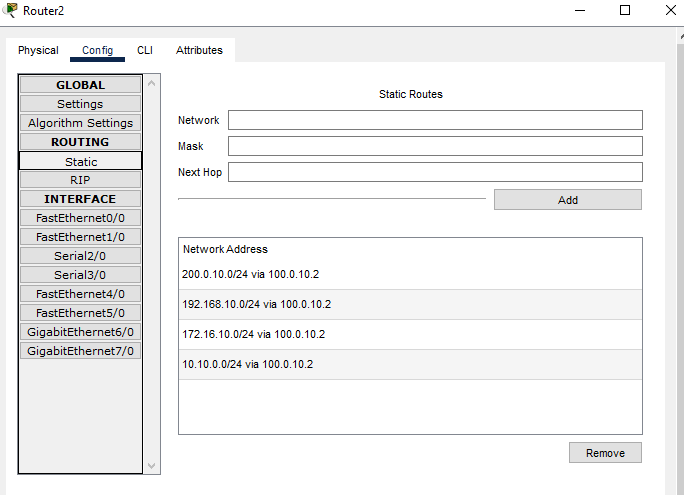 Router2
Physical Config CLI Attributes
GLOBAL
Settings
Algorithm Settings
ROUTING
Static
RIP
INTERFACE
FastEthernet0/0
FastEthernet1/0
Serial2/0
Serial3/0
FastEthernet4/0
FastEthernet5/0
GigabitEthernet6/0
GigabitEthernet7/0
Static Routes
Network
Mask
Next Hop
Add
Network Address
200.0.10.0/24 via 100.0.10.2
192.168.10.0/24 via 100.0.10.2
172.16.10.0/24 via 100.0.10.2
10.10.0.0/24 via 100.0.10.2
Remove